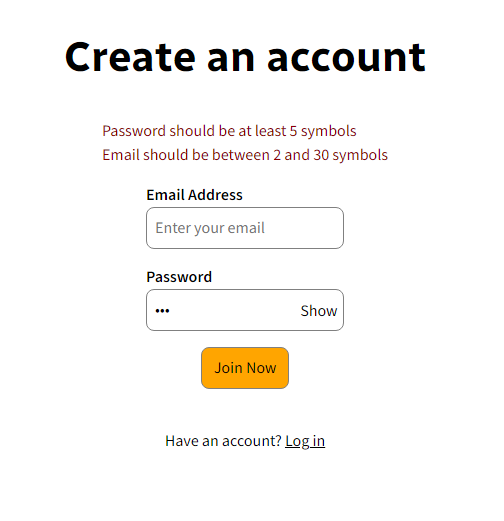 Create an account
Password should be at least 5 symbols
Email should be between 2 and 30 symbols
Email Address
Enter your email
Password
••• Show
Join Now
Have an account? Log in